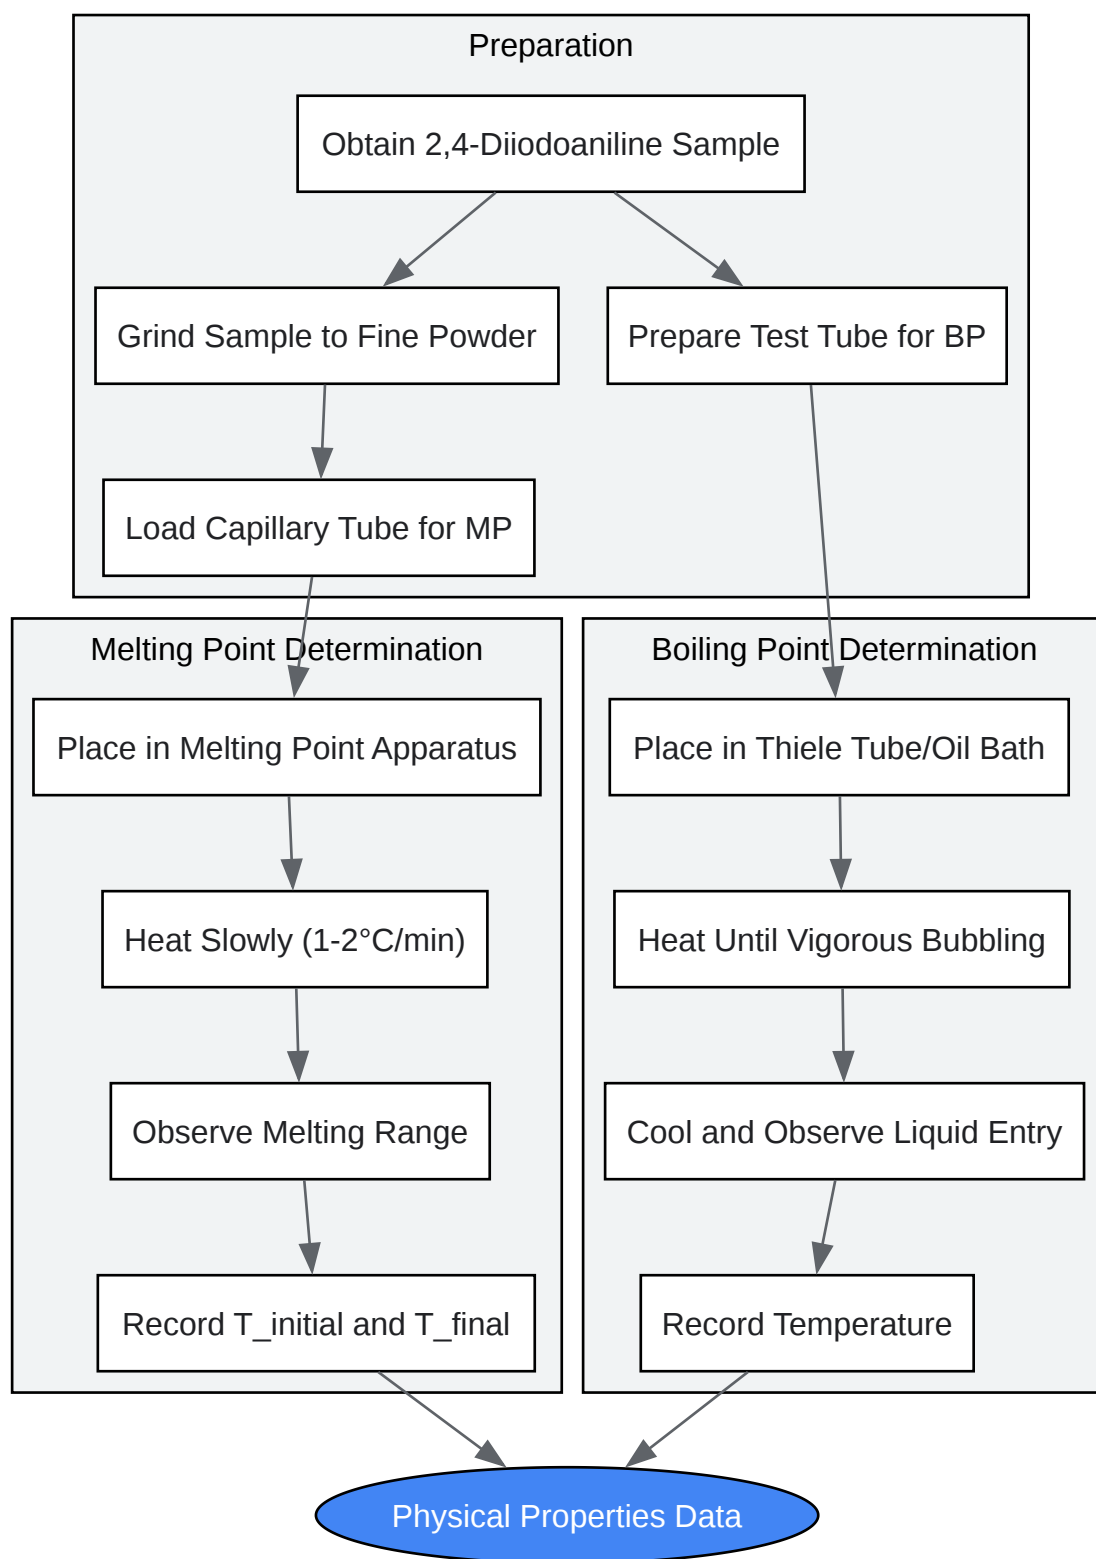 Preparation
Obtain 2,4-Diiodoaniline Sample
Grind Sample to Fine Powder
Prepare Test Tube for BP
Load Capillary Tube for MP
Melting Point Determination
Boiling Point Determination
Place in Melting Point Apparatus
Place in Thiele Tube/Oil Bath
Heat Slowly (1-2°C/min)
Heat Until Vigorous Bubbling
Observe Melting Range
Cool and Observe Liquid Entry
Record T_initial and T_final
Record Temperature
Physical Properties Data